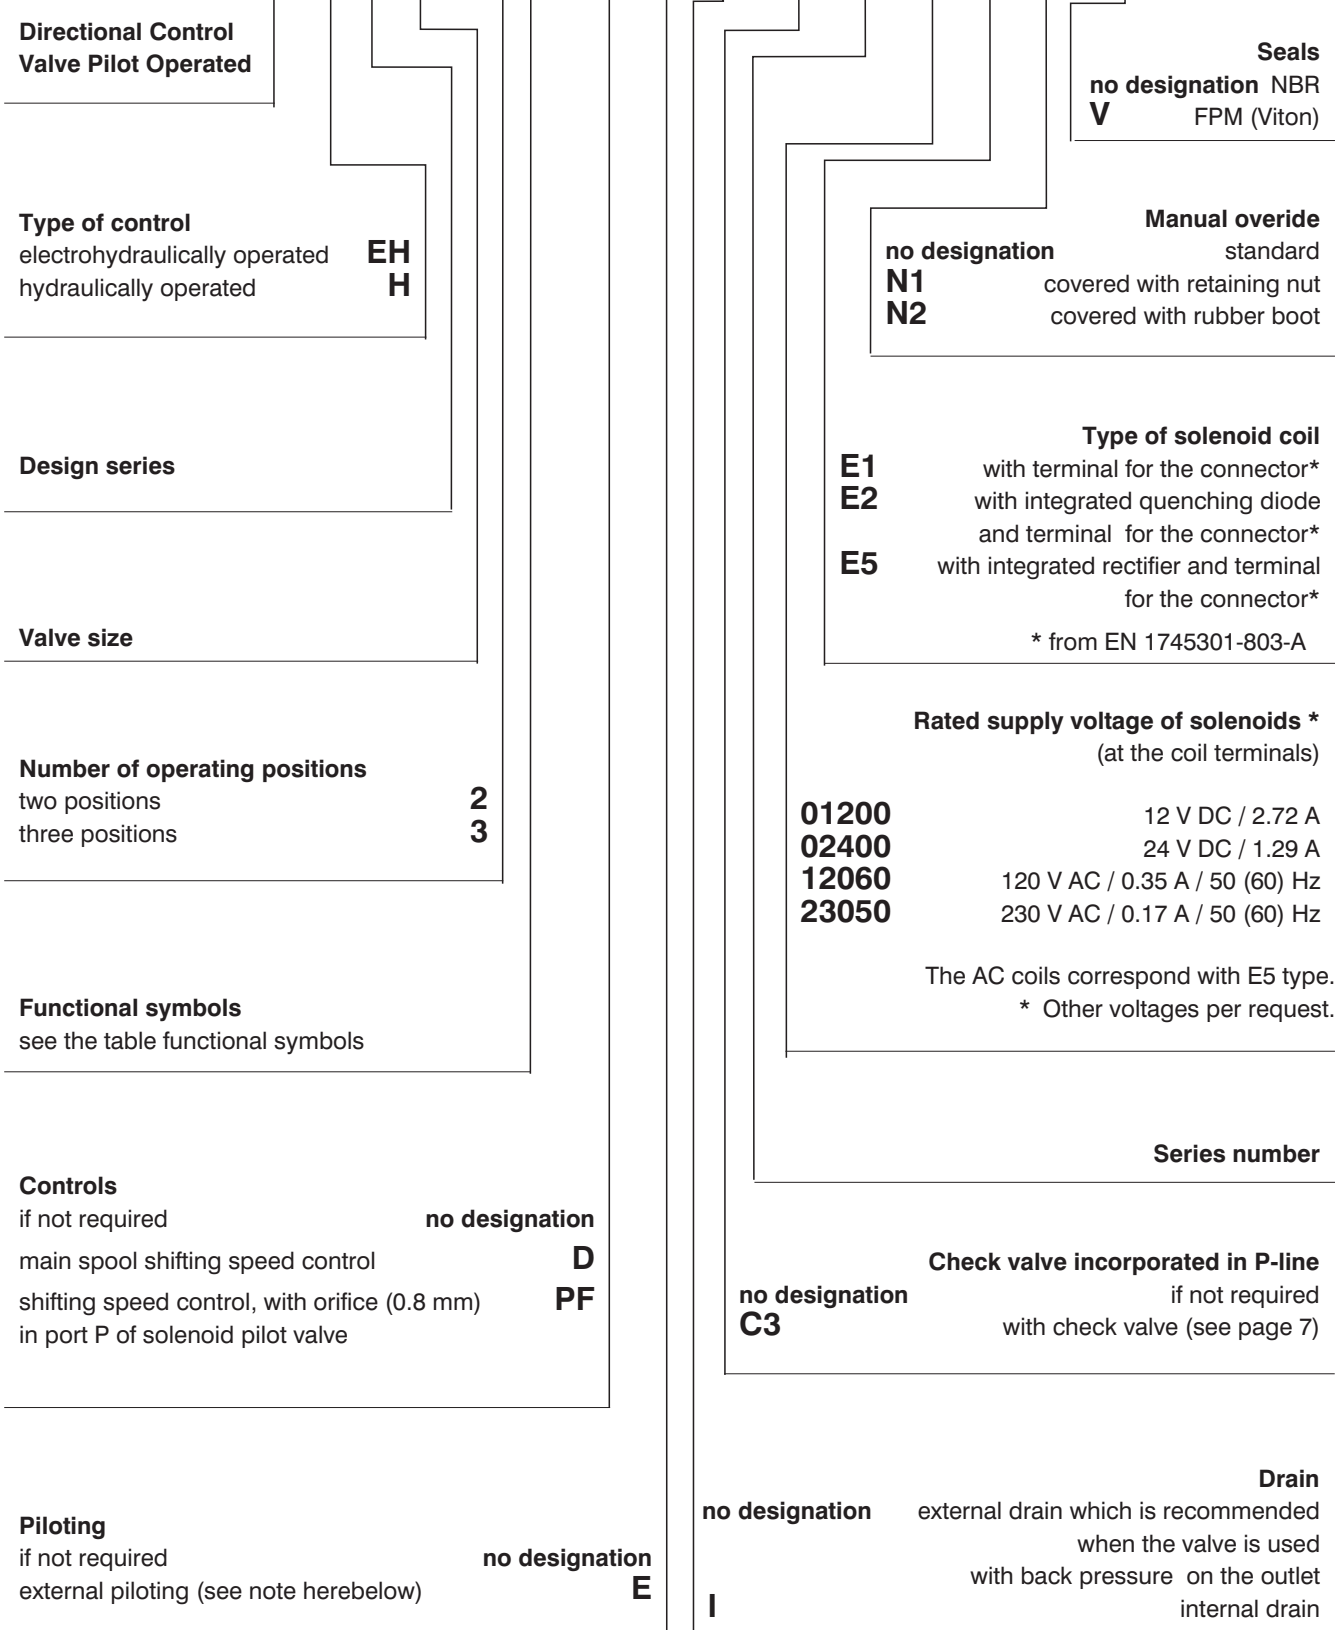 Directional Control
Valve Pilot Operated
Type of control
electrohydraulically operated EH
hydraulically operated H
Design series
Valve size
Number of operating positions
two positions 2
three positions 3
Functional symbols
see the table functional symbols
Controls
if not required no designation
main spool shifting speed control D
shifting speed control, with orifice (0.8 mm) PF
in port P of solenoid pilot valve
Piloting
if not required no designation
external piloting (see note herebelow) E
Seals
no designation NBR
V FPM (Viton)
Manual overide
no designation standard
N1 covered with retaining nut
N2 covered with rubber boot
Type of solenoid coil
E1 with terminal for the connector*
E2 with integrated quenching diode
and terminal for the connector*
E5 with integrated rectifier and terminal
for the connector*
* from EN 1745301-803-A
Rated supply voltage of solenoids *
(at the coil terminals)
01200 12 V DC / 2.72 A
02400 24 V DC / 1.29 A
12060 120 V AC / 0.35 A / 50 (60) Hz
23050 230 V AC / 0.17 A / 50 (60) Hz
The AC coils correspond with E5 type.
* Other voltages per request.
Series number
Check valve incorporated in P-line
no designation if not required
C3 with check valve (see page 7)
Drain
no designation external drain which is recommended
when the valve is used
with back pressure on the outlet
I internal drain